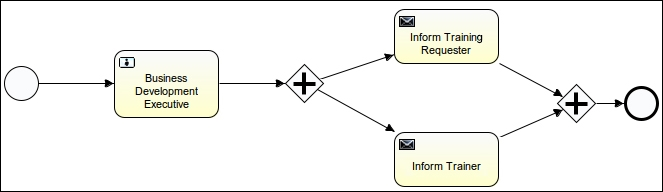 Business
Development
Executive
Inform Training
Requester
Inform Trainer